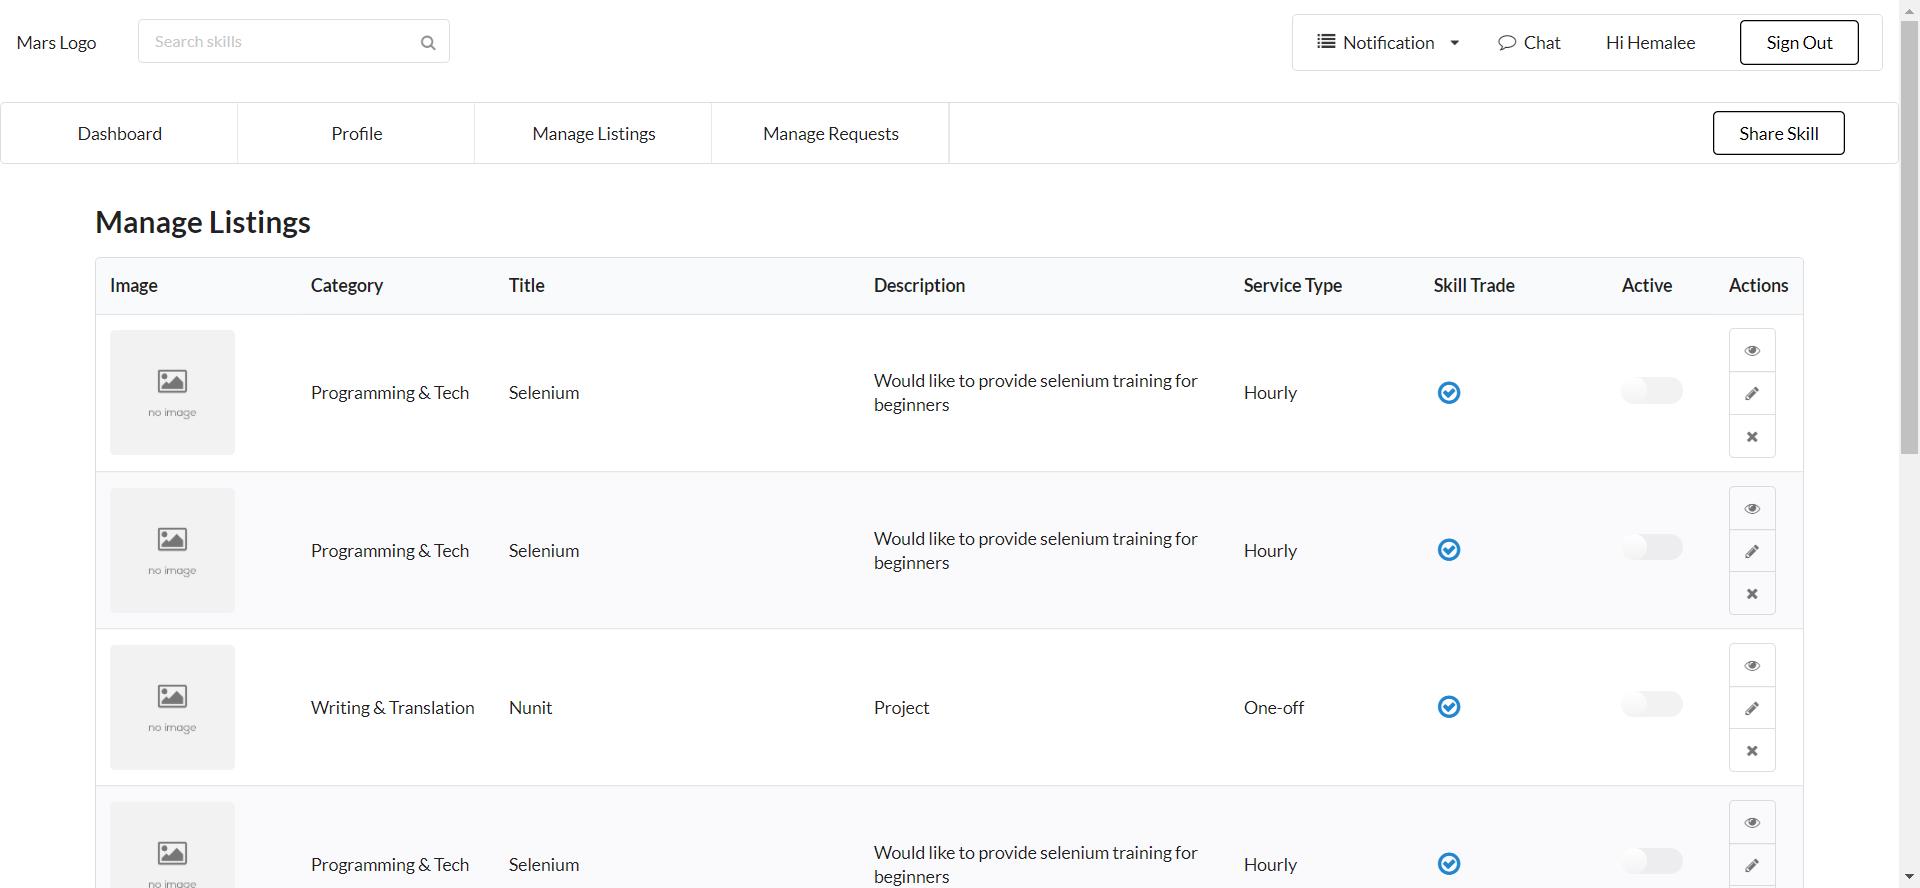 Mars Logo
Search skills
Notification
Chat
Hi Hemalee
Sign Out
Dashboard
Profile
Manage Listings
Manage Requests
Share Skill
Manage Listings
Image
Category
Title
Description
Service Type
Skill Trade
Active
Actions
no image
Programming & Tech
Selenium
Would like to provide selenium training for
beginners
Hourly
no image
Programming & Tech
Selenium
Would like to provide selenium training for
beginners
Hourly
no image
Writing & Translation
Nunit
Project
One-off
no image
Programming & Tech
Selenium
Would like to provide selenium training for
beginners
Hourly